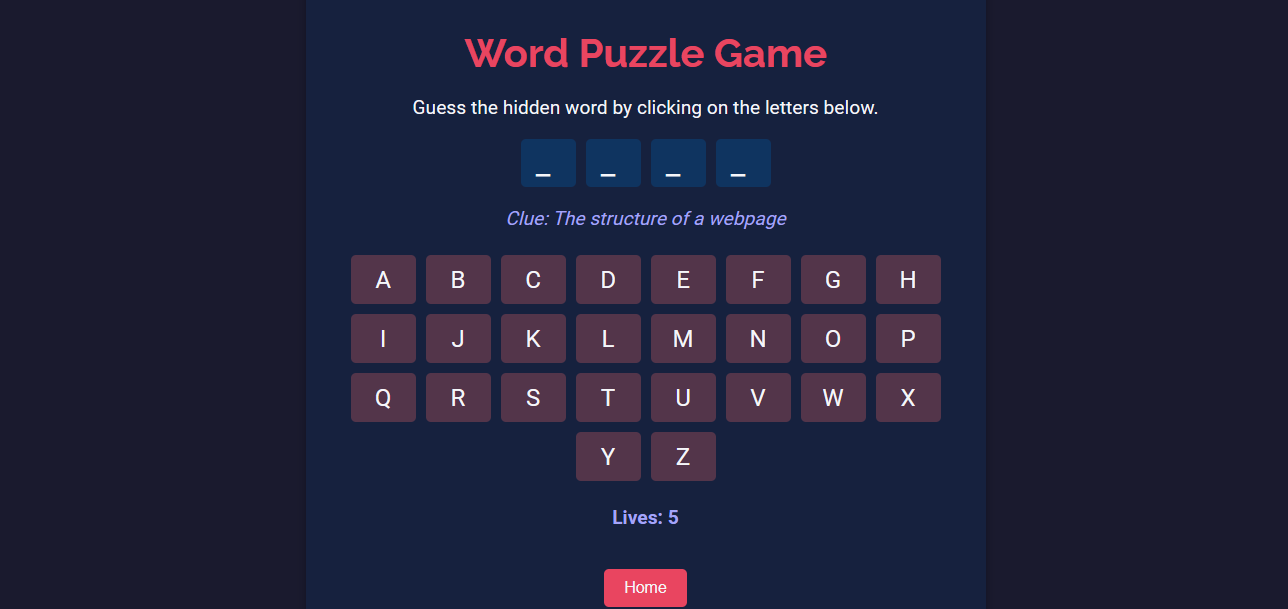 Word Puzzle Game
Guess the hidden word by clicking on the letters below.
_ _ _ _
Clue: The structure of a webpage
A B C D E F G H
I J K L M N O P
Q R S T U V W X
Y Z
Lives: 5
Home